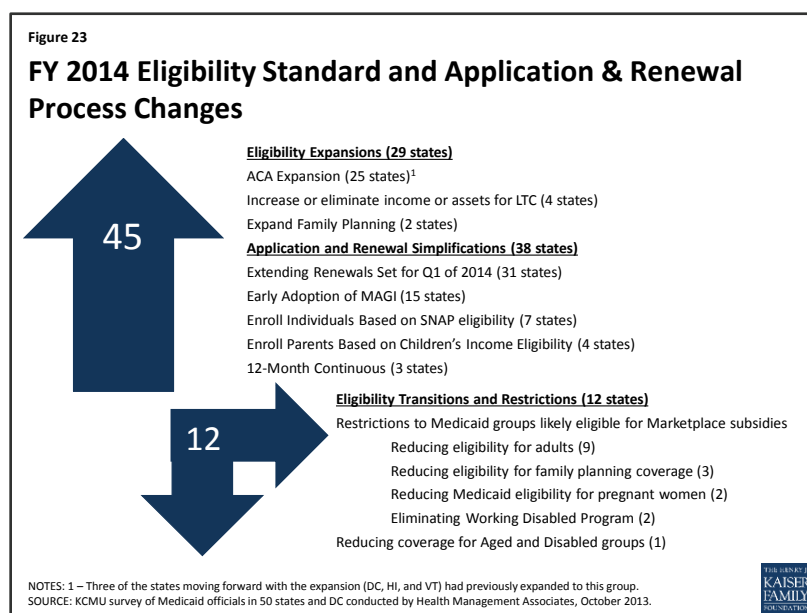 Figure 23
FY 2014 Eligibility Standard and Application & Renewal
Process Changes
45
Eligibility Expansions (29 states)
ACA Expansion (25 states)1
Increase or eliminate income or assets for LTC (4 states)
Expand Family Planning (2 states)
Application and Renewal Simplifications (38 states)
Extending Renewals Set for Q1 of 2014 (31 states)
Early Adoption of MAGI (15 states)
Enroll Individuals Based on SNAP eligibility (7 states)
Enroll Parents Based on Children's Income Eligibility (4 states)
12-Month Continuous (3 states)
12
Eligibility Transitions and Restrictions (12 states)
Restrictions to Medicaid groups likely eligible for Marketplace subsidies
Reducing eligibility for adults (9)
Reducing eligibility for family planning coverage (3)
Reducing Medicaid eligibility for pregnant women (2)
Eliminating Working Disabled Program (2)
Reducing coverage for Aged and Disabled groups (1)
NOTES: 1 – Three of the states moving forward with the expansion (DC, HI, and VT) had previously expanded to this group.
SOURCE: KCMU survey of Medicaid officials in 50 states and DC conducted by Health Management Associates, October 2013.
THE HENRY J.
KAISER
FAMILY
FOUNDATION